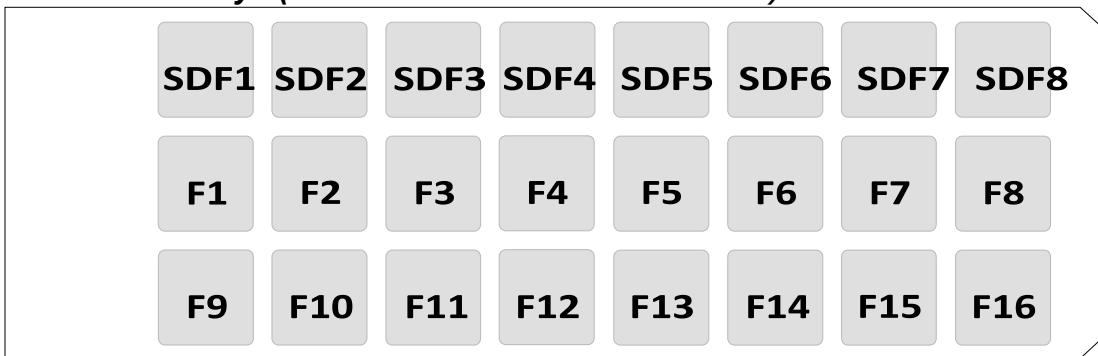 SDF1 SDF2 SDF3 SDF4 SDF5 SDF6 SDF7 SDF8
F1 F2 F3 F4 F5 F6 F7 F8
F9 F10 F11 F12 F13 F14 F15 F16